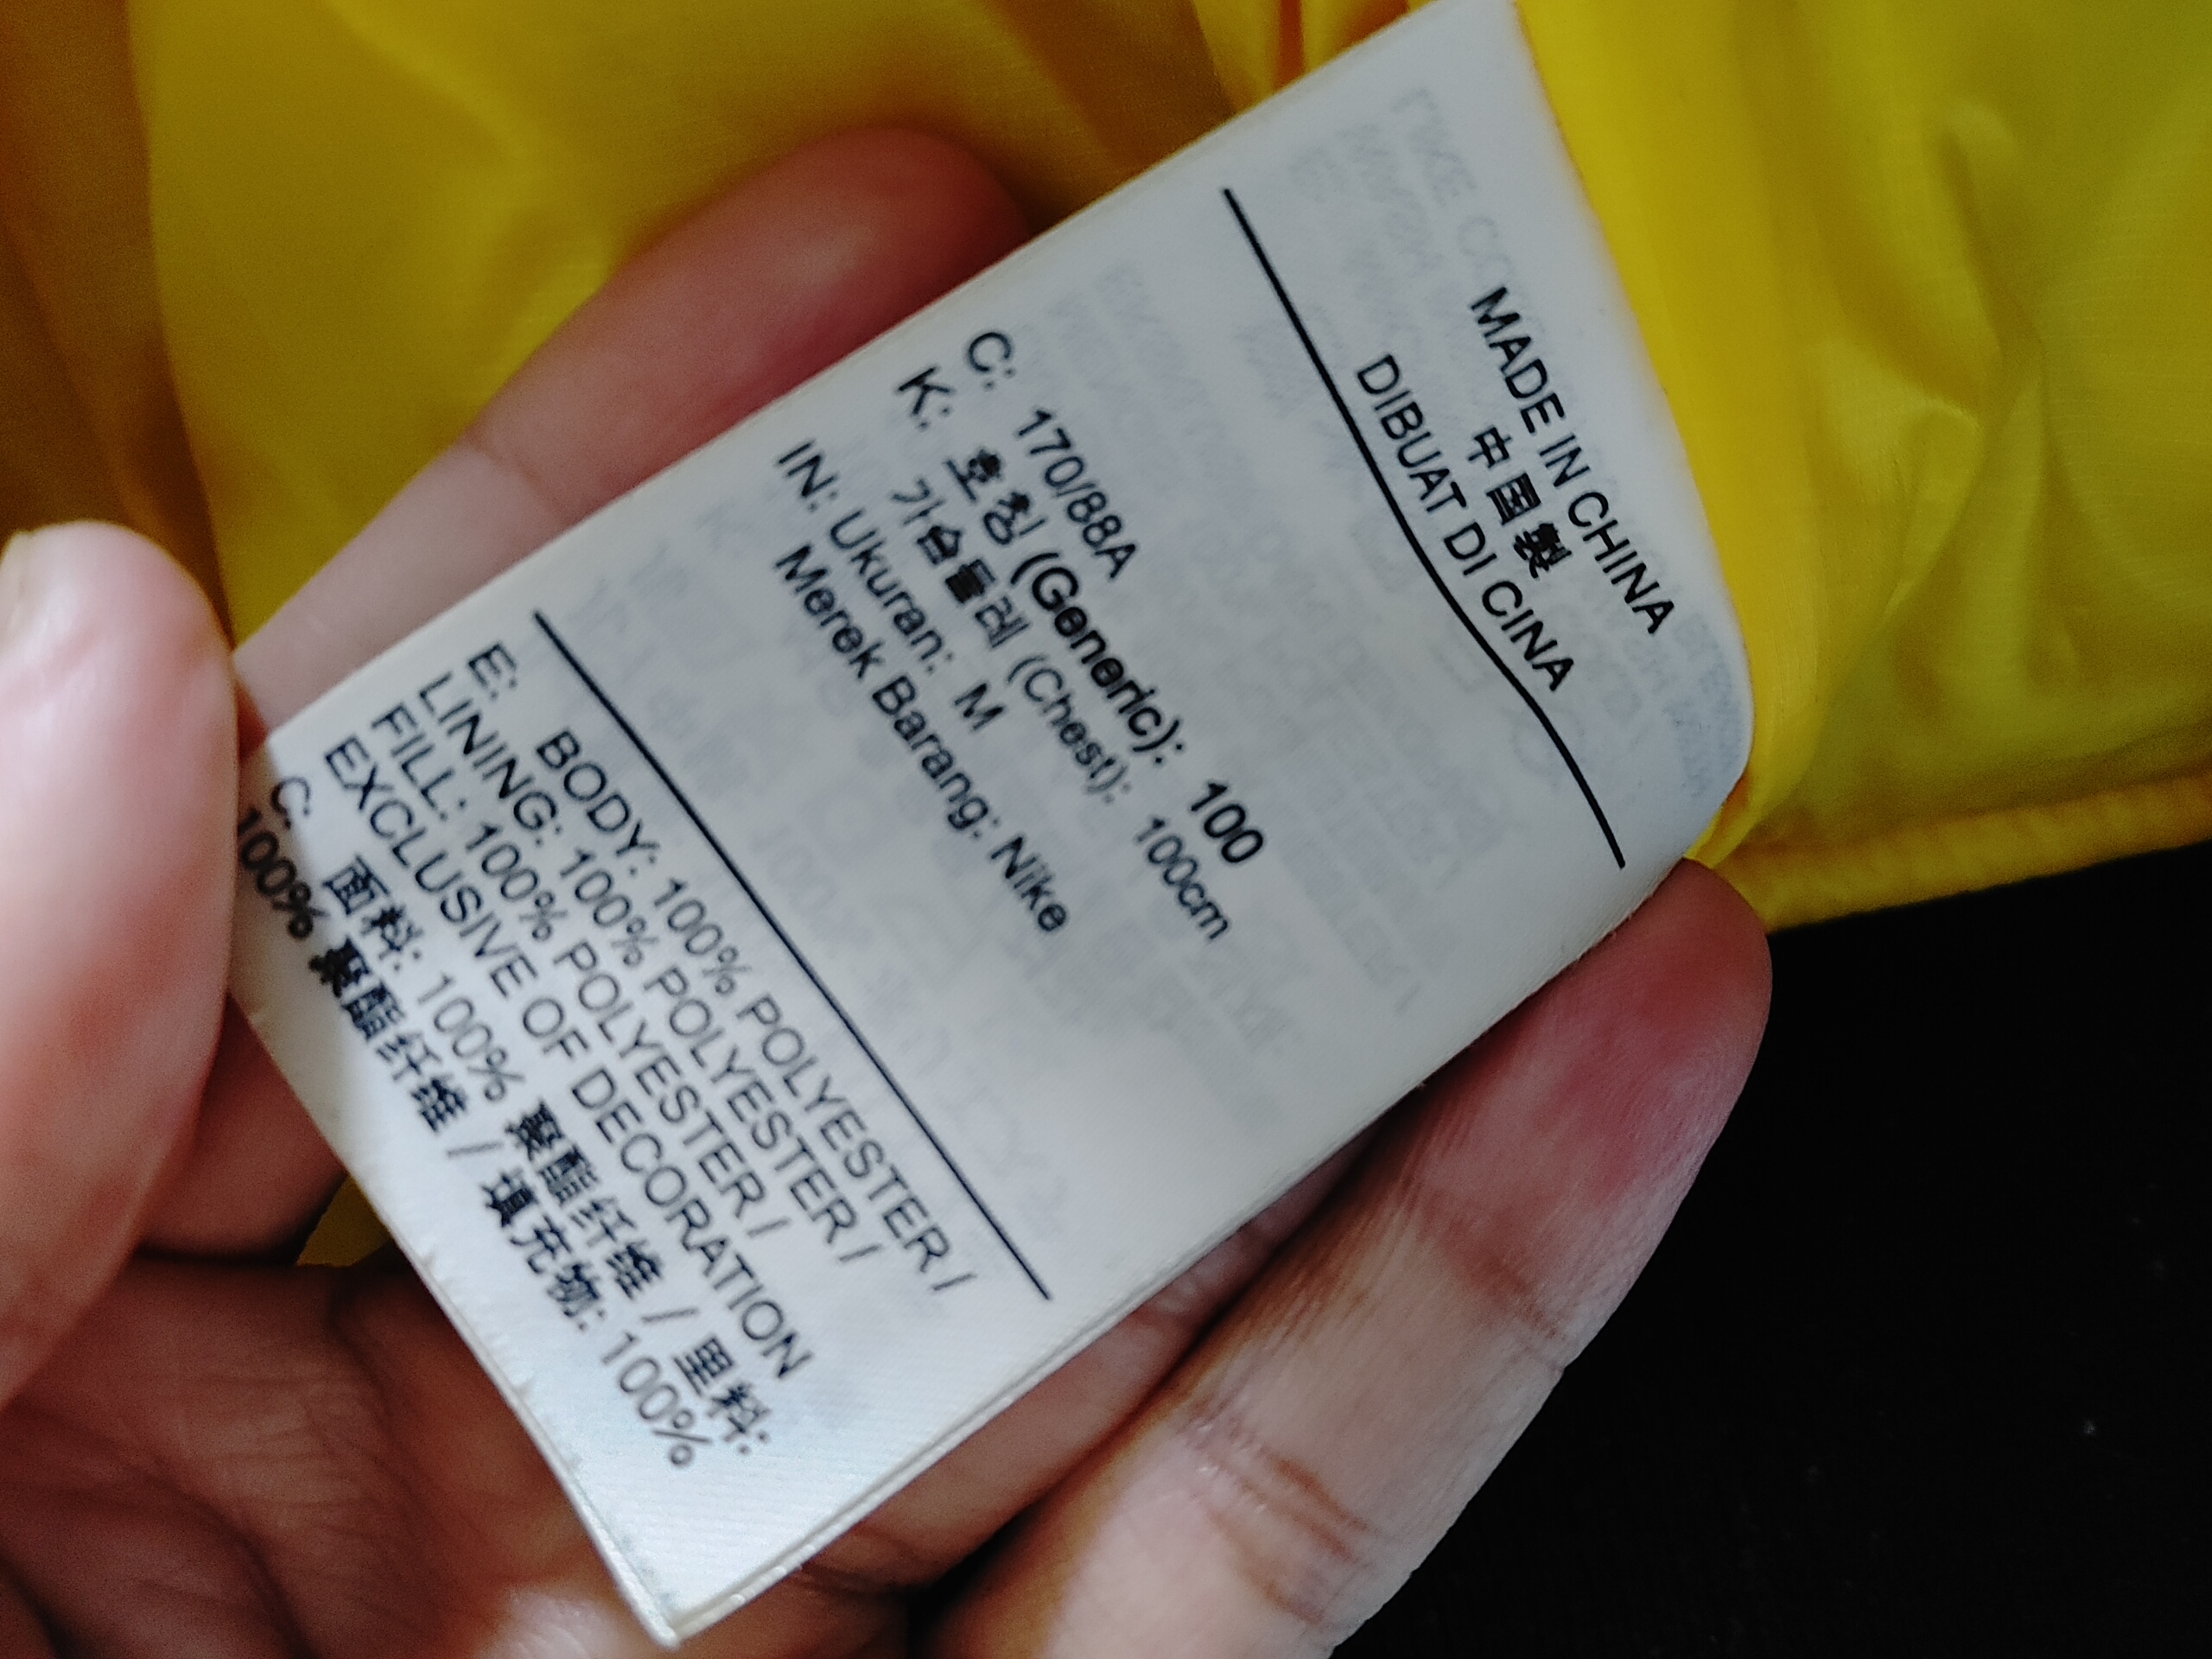 MADE IN CHINA
中國製
DIBUAT DI CINA
C: 170/88A
K: 호칭 (Generic): 100
가슴둘레 (Chest): 100cm
IN: Ukuran: M
Merek Barang: Nike
E: BODY: 100% POLYESTER /
LINING: 100% POLYESTER /
FILL: 100% POLYESTER /
EXCLUSIVE OF DECORATION
C: 面料: 100% 聚酯纤维 / 里料:
100% 聚酯纤维 / 填充物: 100%